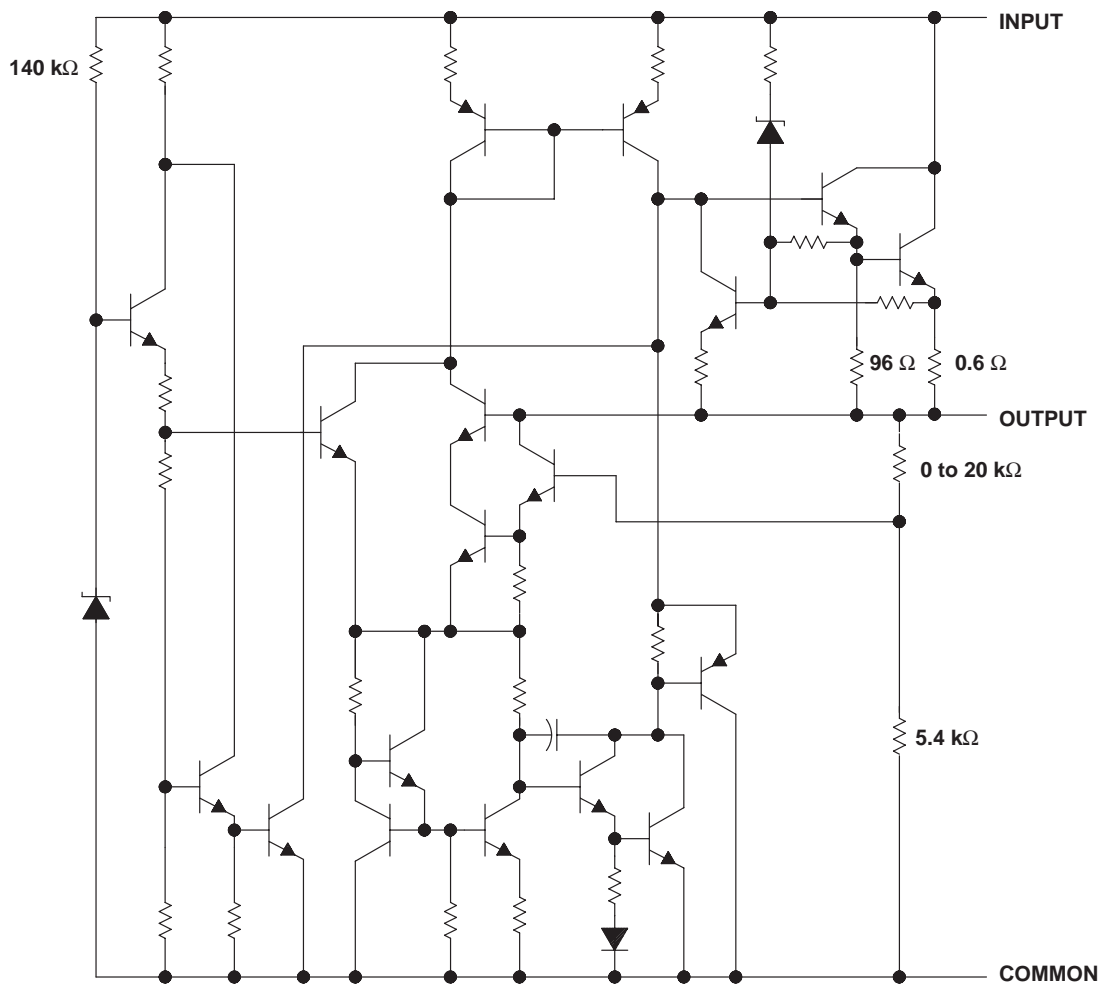 INPUT
140 kΩ
96 Ω
0.6 Ω
OUTPUT
0 to 20 kΩ
5.4 kΩ
COMMON